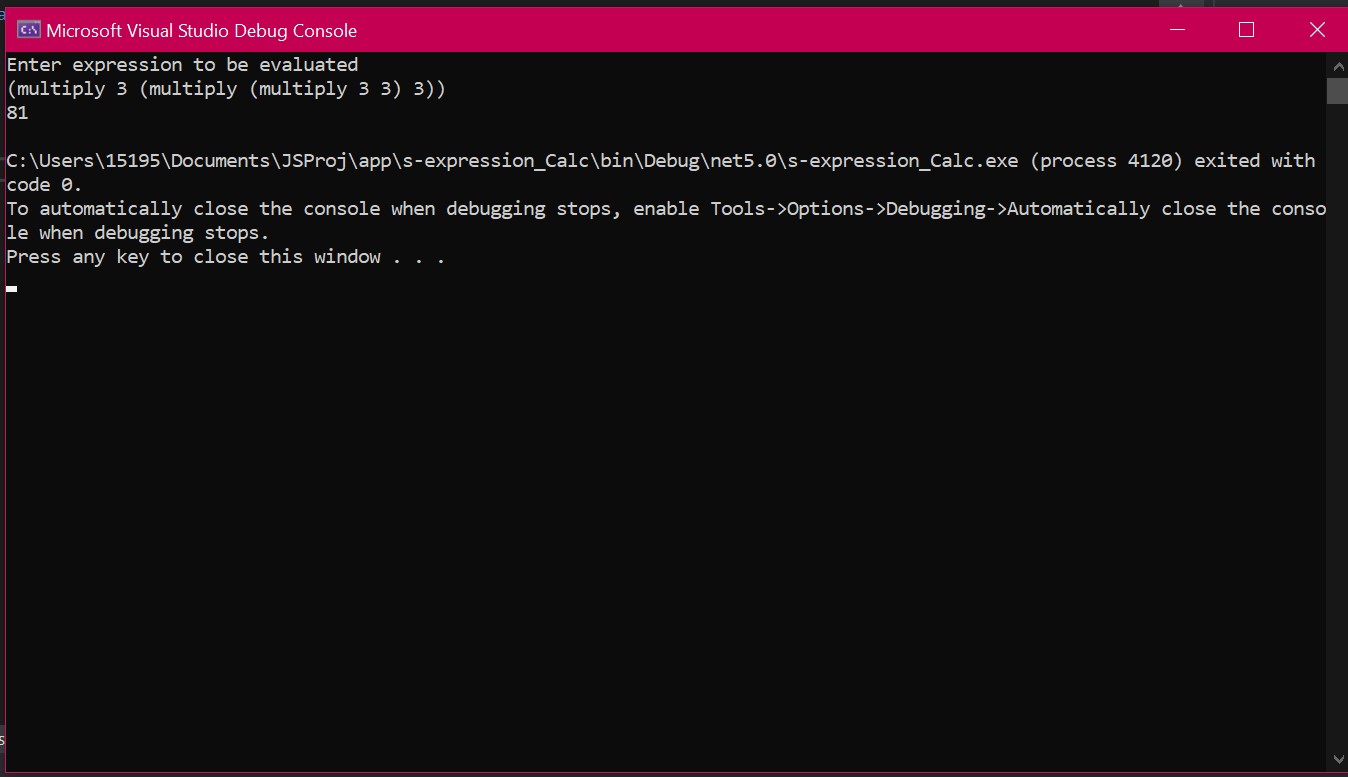 Microsoft Visual Studio Debug Console
Enter expression to be evaluated
(multiply 3 (multiply (multiply 3 3) 3))
81
C:\Users\15195\Documents\JSProj\app\s-expression_Calc\bin\Debug\net5.0\s-expression_Calc.exe (process 4120) exited with
code 0.
To automatically close the console when debugging stops, enable Tools->Options->Debugging->Automatically close the conso
le when debugging stops.
Press any key to close this window . . .